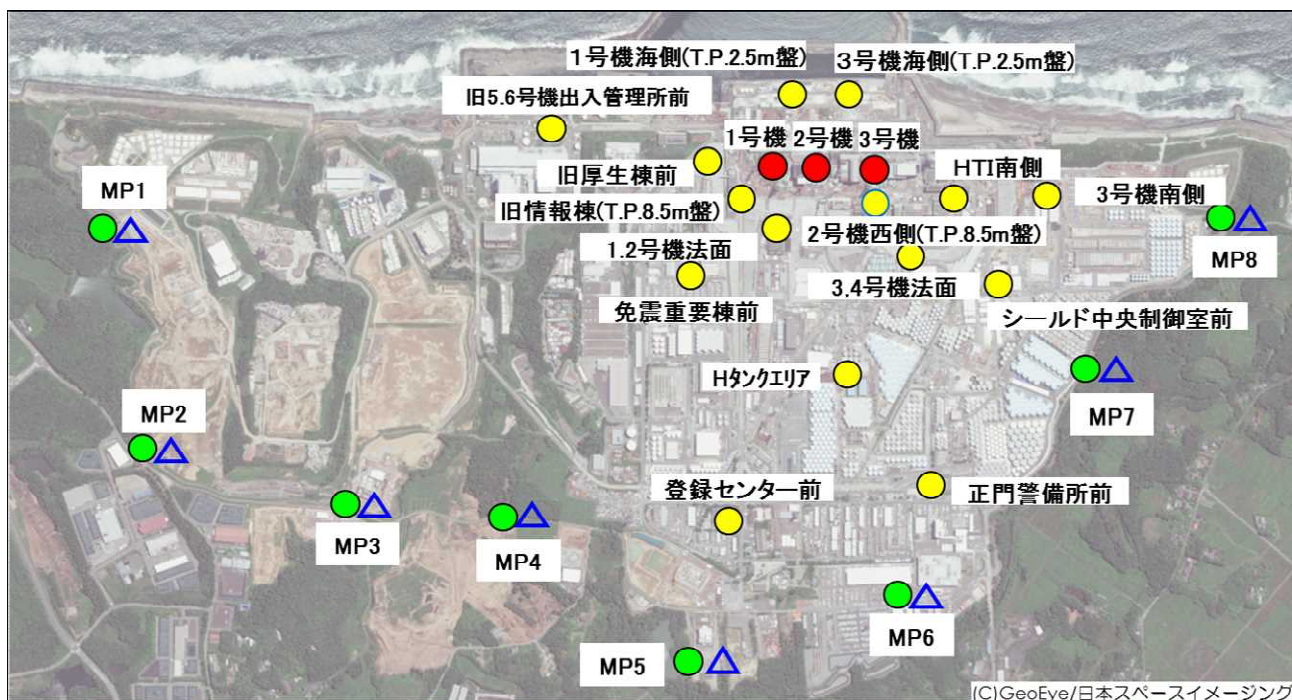 1号機海側(T.P.2.5m盤)
3号機海側(T.P.2.5m盤)
旧5.6号機出入管理所前
1号機
2号機
3号機
旧厚生棟前
HTI南側
MP1
3号機南側
旧情報棟(T.P.8.5m盤)
2号機西側(T.P.8.5m盤)
1.2号機法面
MP8
3.4号機法面
免震重要棟前
シールド中央制御室前
Hタンクエリア
MP7
MP2
登録センター前
正門警備所前
MP3
MP4
MP6
MP5
(C)GeoEye/日本スペースイメージング